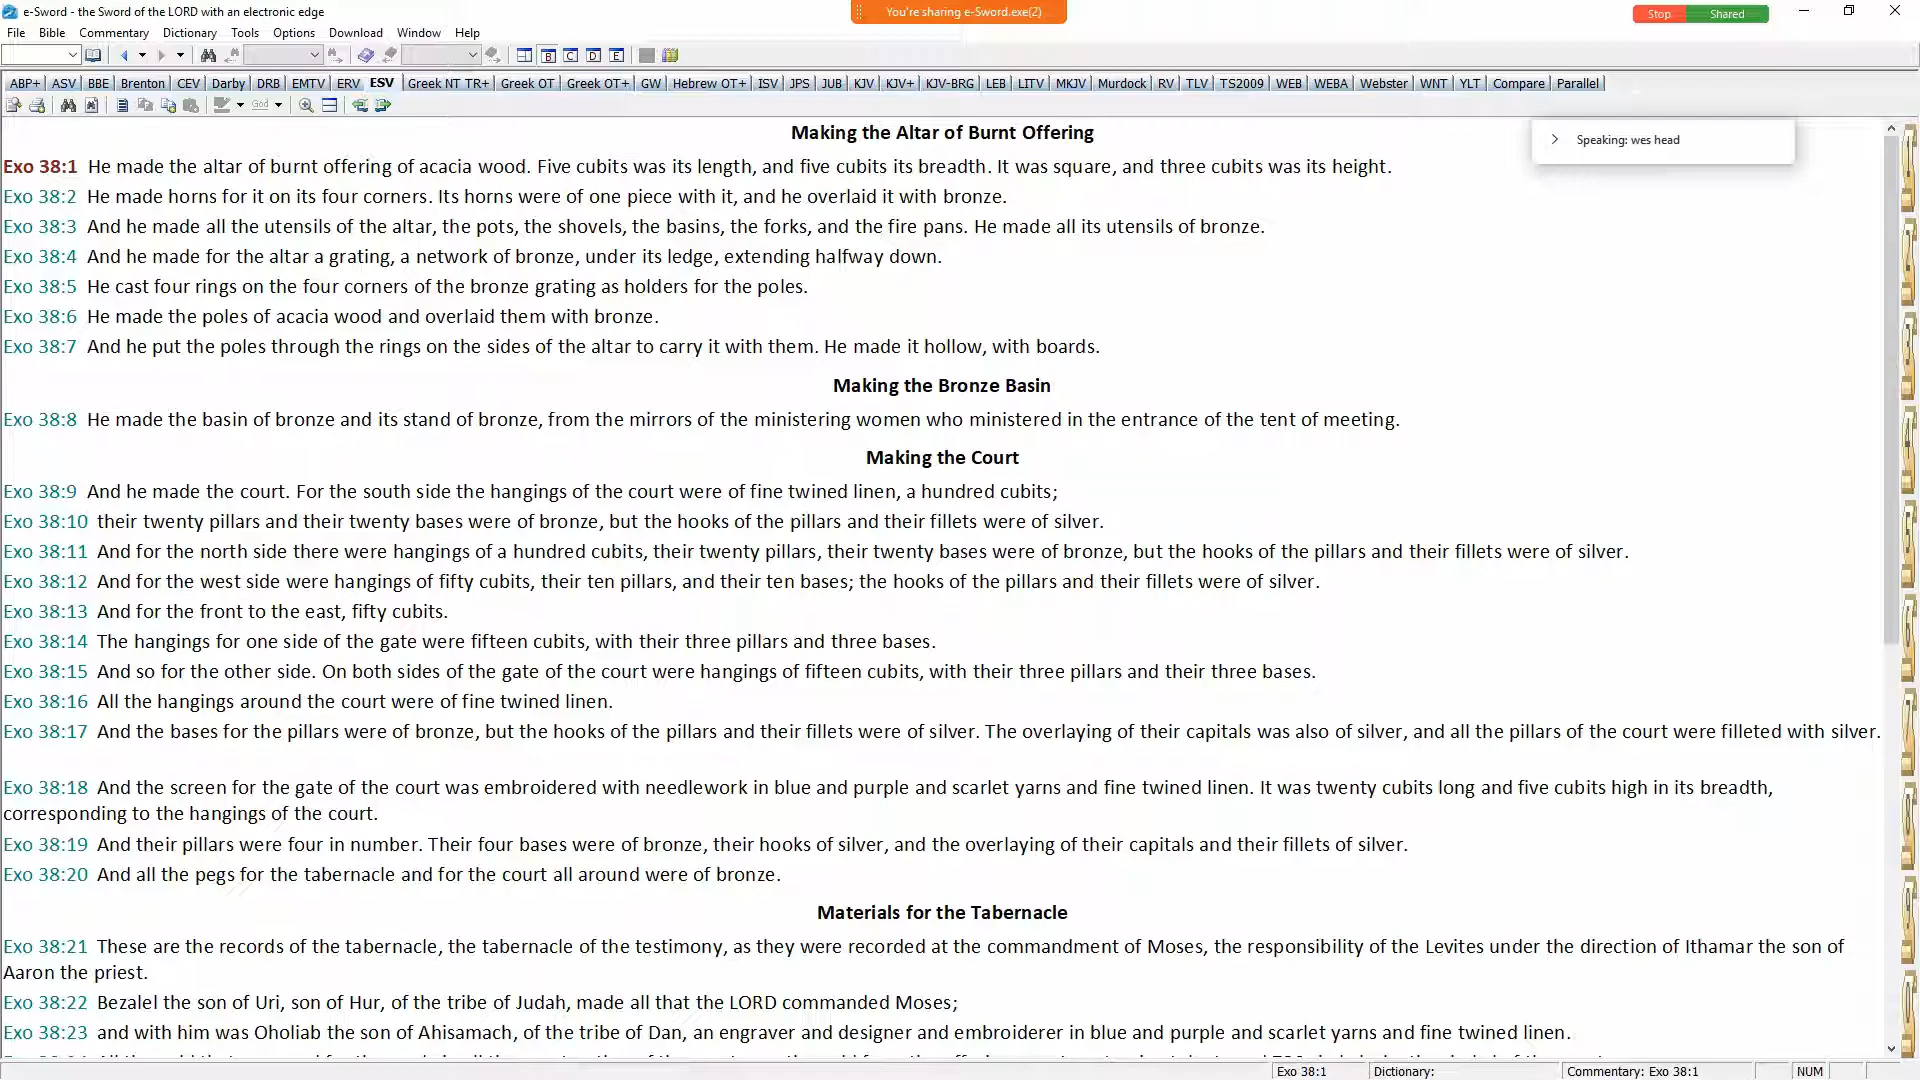 e-Sword - the Sword of the LORD with an electronic edge
You're sharing e-Sword.exe(2)
Stop Shared
File Bible Commentary Dictionary Tools Options Download Window Help
B C D E
ABP+ ASV BBE Brenton CEV Darby DRB EMTV ERV ESV Greek NT TR+ Greek OT Greek OT+ GW Hebrew OT+ ISV JPS JUB KJV KJV+ KJV-BRG LEB LITV MKJV Murdock RV TLV TS2009 WEB WEBA Webster WNT YLT Compare Parallel
God
Speaking: wes head
Making the Altar of Burnt Offering
Exo 38:1 He made the altar of burnt offering of acacia wood. Five cubits was its length, and five cubits its breadth. It was square, and three cubits was its height.
Exo 38:2 He made horns for it on its four corners. Its horns were of one piece with it, and he overlaid it with bronze.
Exo 38:3 And he made all the utensils of the altar, the pots, the shovels, the basins, the forks, and the fire pans. He made all its utensils of bronze.
Exo 38:4 And he made for the altar a grating, a network of bronze, under its ledge, extending halfway down.
Exo 38:5 He cast four rings on the four corners of the bronze grating as holders for the poles.
Exo 38:6 He made the poles of acacia wood and overlaid them with bronze.
Exo 38:7 And he put the poles through the rings on the sides of the altar to carry it with them. He made it hollow, with boards.
Making the Bronze Basin
Exo 38:8 He made the basin of bronze and its stand of bronze, from the mirrors of the ministering women who ministered in the entrance of the tent of meeting.
Making the Court
Exo 38:9 And he made the court. For the south side the hangings of the court were of fine twined linen, a hundred cubits;
Exo 38:10 their twenty pillars and their twenty bases were of bronze, but the hooks of the pillars and their fillets were of silver.
Exo 38:11 And for the north side there were hangings of a hundred cubits, their twenty pillars, their twenty bases were of bronze, but the hooks of the pillars and their fillets were of silver.
Exo 38:12 And for the west side were hangings of fifty cubits, their ten pillars, and their ten bases; the hooks of the pillars and their fillets were of silver.
Exo 38:13 And for the front to the east, fifty cubits.
Exo 38:14 The hangings for one side of the gate were fifteen cubits, with their three pillars and three bases.
Exo 38:15 And so for the other side. On both sides of the gate of the court were hangings of fifteen cubits, with their three pillars and their three bases.
Exo 38:16 All the hangings around the court were of fine twined linen.
Exo 38:17 And the bases for the pillars were of bronze, but the hooks of the pillars and their fillets were of silver. The overlaying of their capitals was also of silver, and all the pillars of the court were filleted with silver.
Exo 38:18 And the screen for the gate of the court was embroidered with needlework in blue and purple and scarlet yarns and fine twined linen. It was twenty cubits long and five cubits high in its breadth,
corresponding to the hangings of the court.
Exo 38:19 And their pillars were four in number. Their four bases were of bronze, their hooks of silver, and the overlaying of their capitals and their fillets of silver.
Exo 38:20 And all the pegs for the tabernacle and for the court all around were of bronze.
Materials for the Tabernacle
Exo 38:21 These are the records of the tabernacle, the tabernacle of the testimony, as they were recorded at the commandment of Moses, the responsibility of the Levites under the direction of Ithamar the son of
Aaron the priest.
Exo 38:22 Bezalel the son of Uri, son of Hur, of the tribe of Judah, made all that the LORD commanded Moses;
Exo 38:23 and with him was Oholiab the son of Ahisamach, of the tribe of Dan, an engraver and designer and embroiderer in blue and purple and scarlet yarns and fine twined linen.
Exo 38:1 Dictionary: Commentary: Exo 38:1 NUM